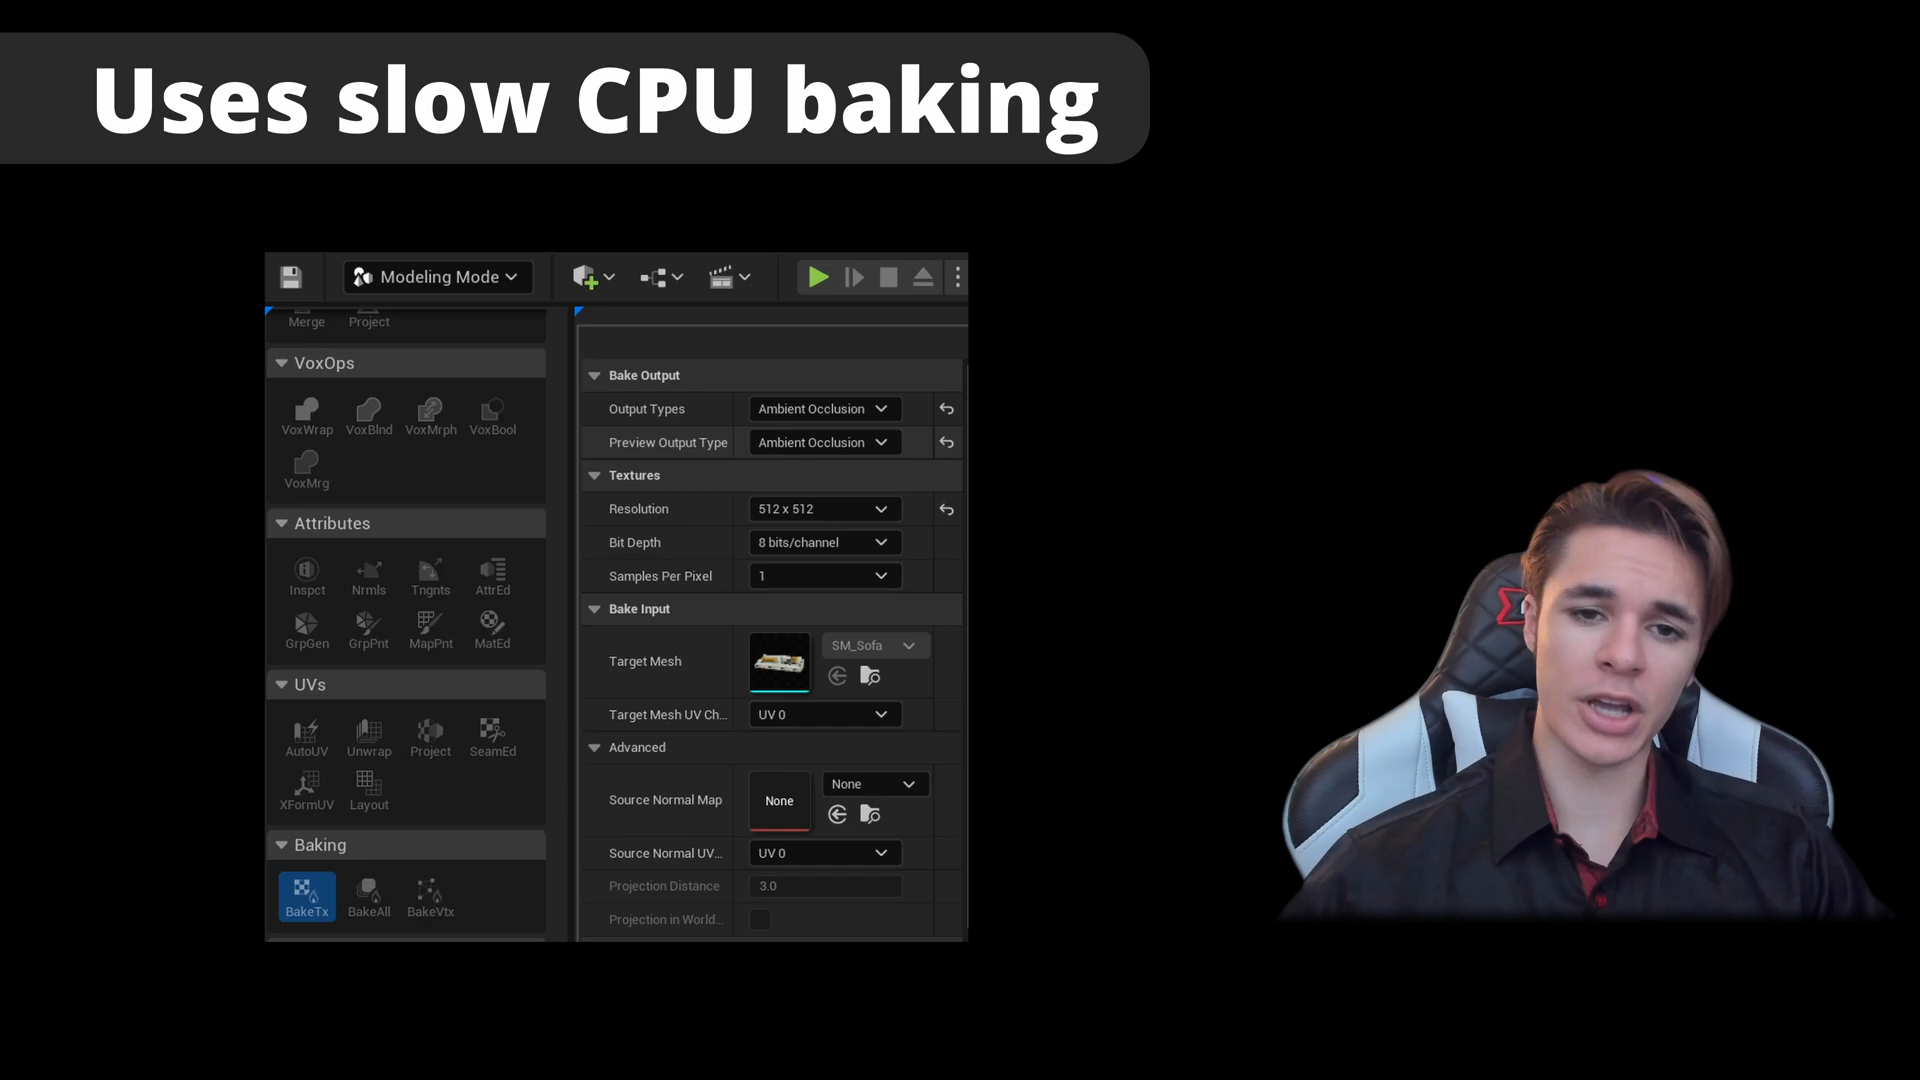 Uses slow CPU baking
Modeling Mode
Merge Project
VoxOps
VoxWrap VoxBlnd VoxMrph VoxBool
VoxMrg
Attributes
Inspct Nrmls Tngnts AttrEd
GrpGen GrpPnt MapPnt MatEd
UVs
AutoUV Unwrap Project SeamEd
XFormUV Layout
Baking
BakeTx BakeAll BakeVtx
Bake Output
Output Types Ambient Occlusion
Preview Output Type Ambient Occlusion
Textures
Resolution 512 x 512
Bit Depth 8 bits/channel
Samples Per Pixel 1
Bake Input
Target Mesh SM_Sofa
Target Mesh UV Ch... UV 0
Advanced
Source Normal Map None None
Source Normal UV... UV 0
Projection Distance 3.0
Projection in World...